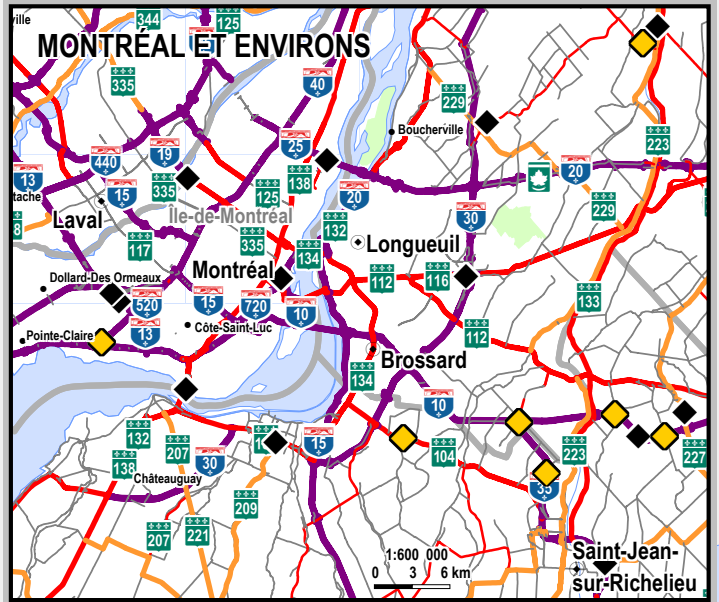 ville
344
125
MONTRÉAL ET ENVIRONS
335
40
229
223
Boucherville
25
19
440
13
tache
15
335
138
125
20
20
229
Laval
Île-de-Montréal
8
117
335
132
30
Longueuil
134
Dollard-Des Ormeaux
Montréal
112
116
133
520
15
720
10
Pointe-Claire
13
Côte-Saint-Luc
112
Brossard
134
10
132
207
138
30
15
104
223
227
Châteauguay
35
209
207
221
1:600 000
0 3 6 km
Saint-Jean-
sur-Richelieu